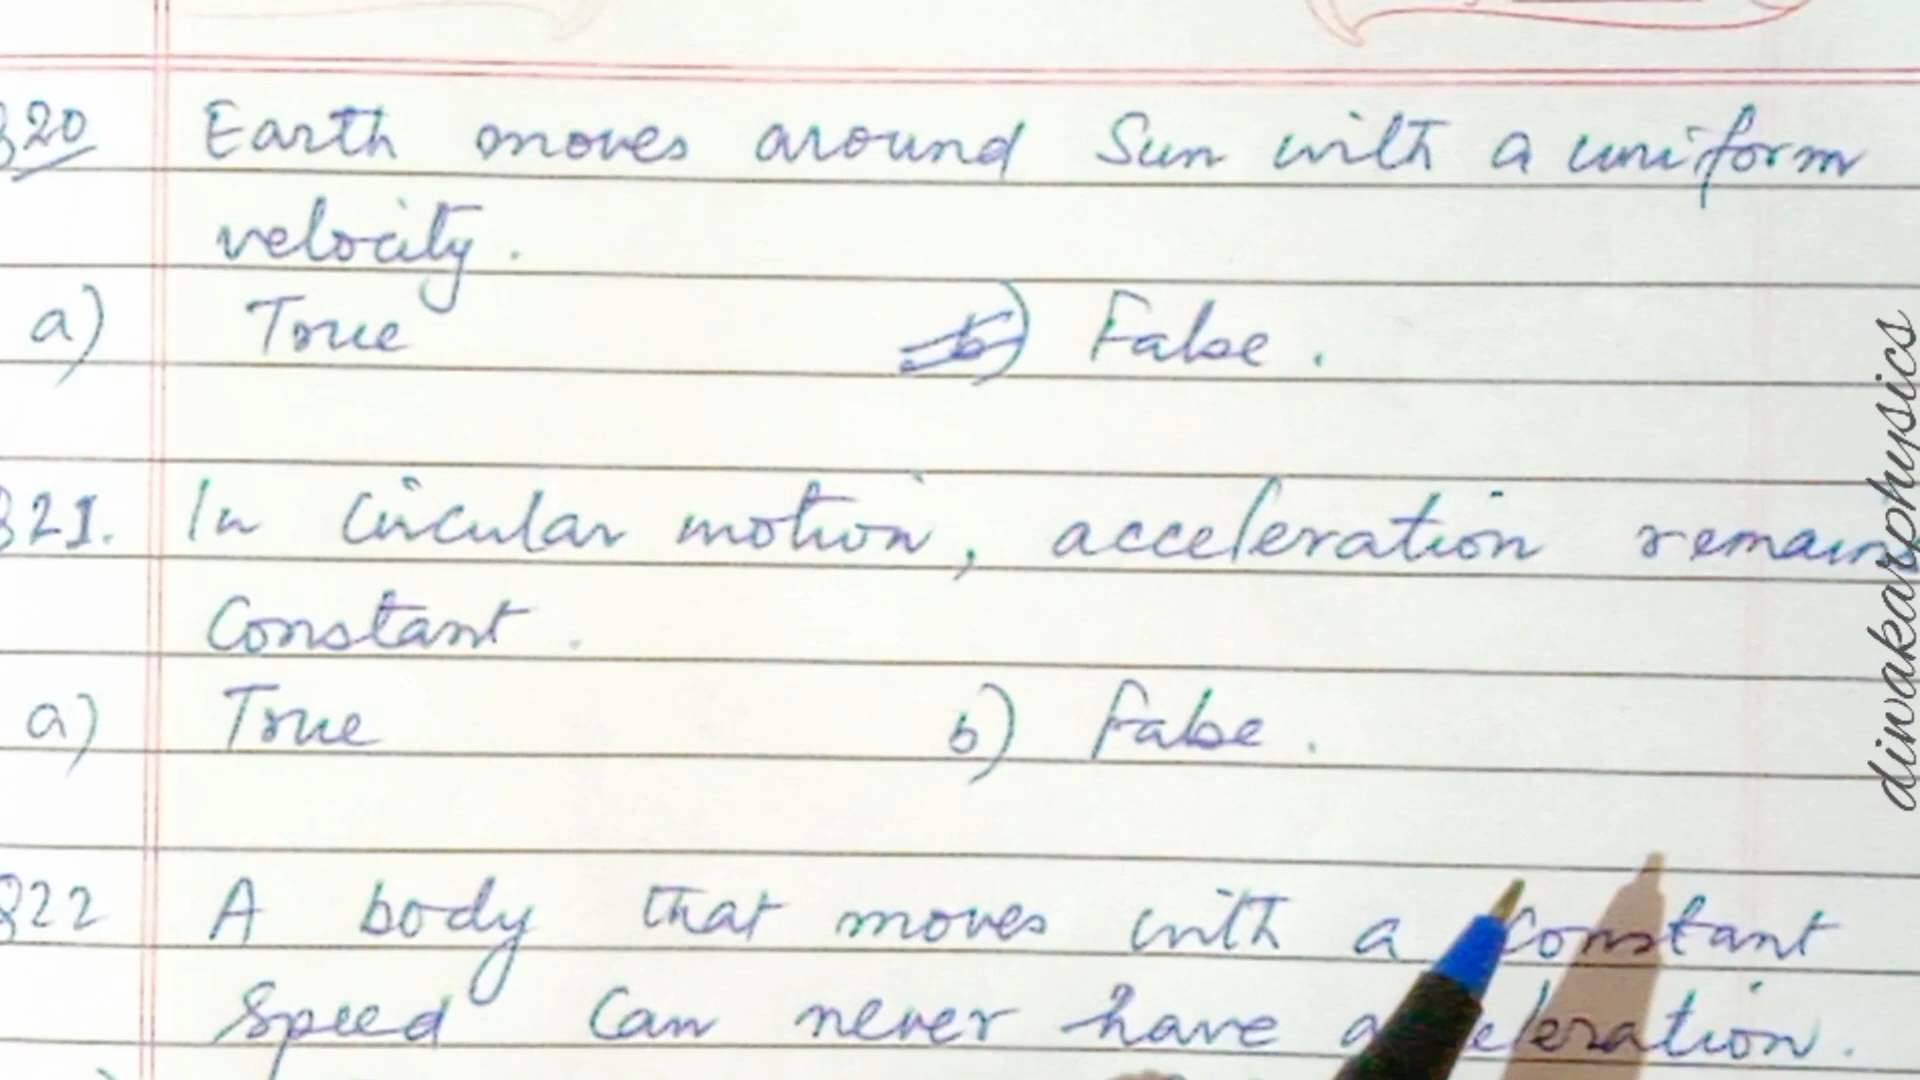 Q20 Earth moves around Sun with a uniform
velocity.
a) True b) False.
Q21. In Circular motion, acceleration remains
Constant.
a) True b) False.
Q22 A body that moves with a Constant
Speed Can never have acceleration.
diwakarphysics